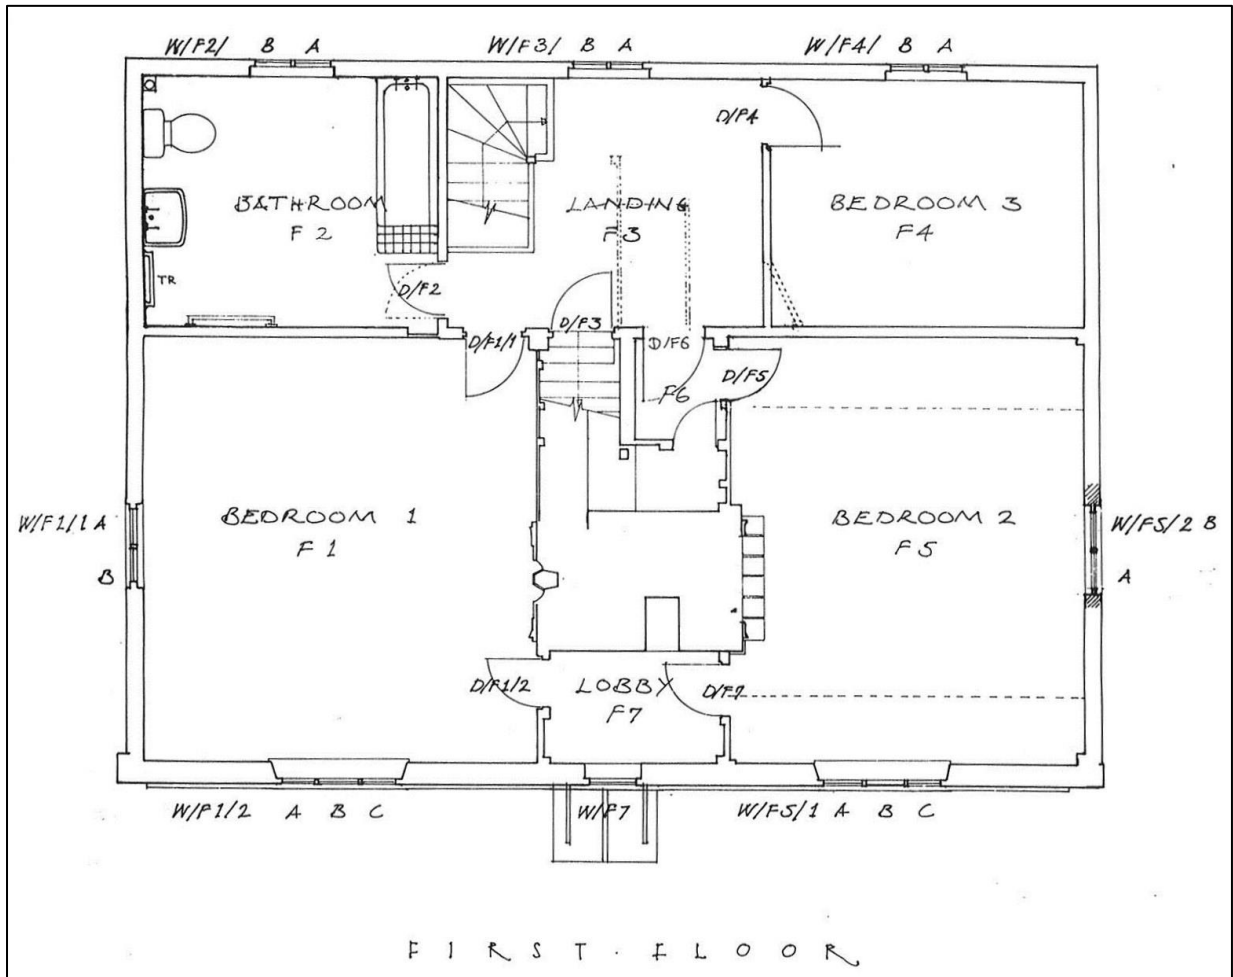 W/F2/ B A W/F3/ B A W/F4/ B A
D/F4
BATHROOM LANDING BEDROOM 3
F2 F3 F4
TR
D/F2
D/F1/1 D/F3 D/F6
D/F5
F6
BEDROOM 1 BEDROOM 2
F1 F5
W/F1/1 A W/F5/2 B
B A
D/F1/2 LOBBY D/F7
F7
W/F1/2 A B C W/F7 W/F5/1 A B C
FIRST. FLOOR